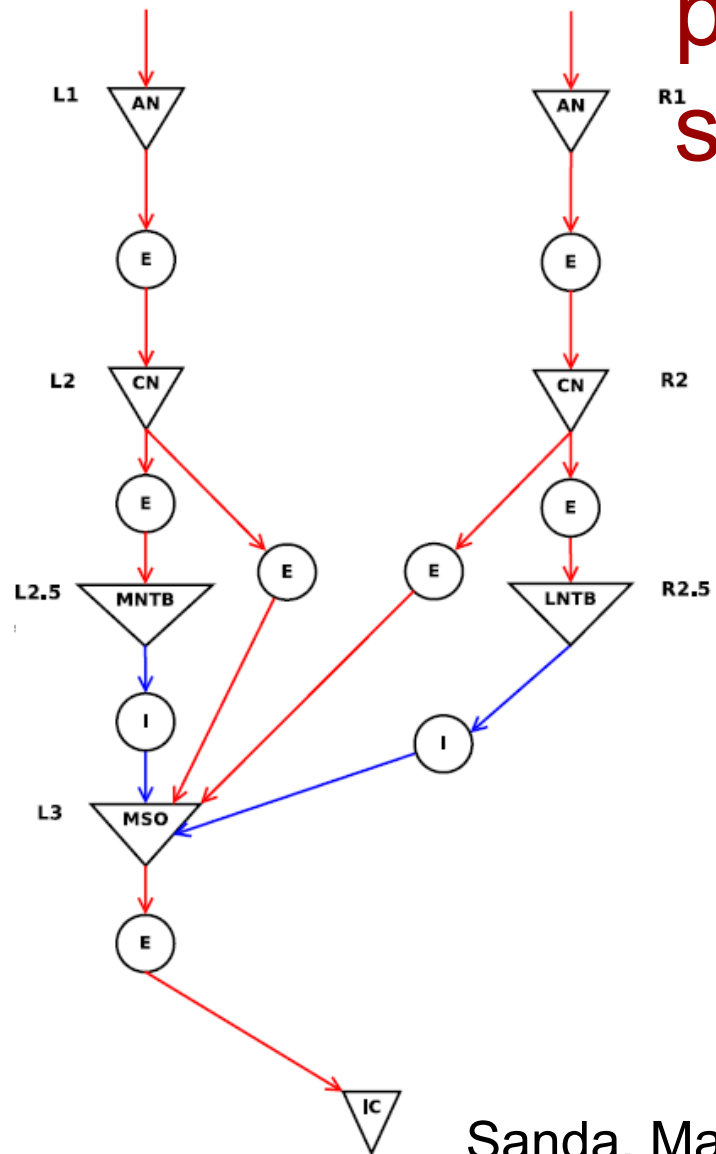 p
L1 AN AN R1
s
E E
L2 CN CN R2
E E
E E
L2.5 MNTB LNTB R2.5
I I
L3 MSO
E
IC
Sanda, Ma